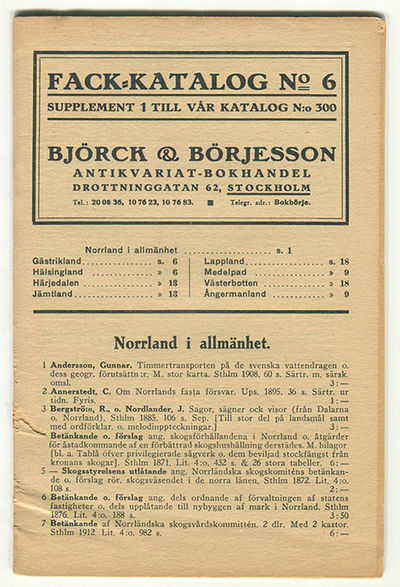 FACK-KATALOG No 6
SUPPLEMENT 1 TILL VÅR KATALOG N:o 300
BJÖRCK & BÖRJESSON
ANTIKVARIAT-BOKHANDEL
DROTTNINGGATAN 62, STOCKHOLM
Tel.: 20 08 36, 10 76 23, 10 76 83. ■ Telegr. adr.: Bokbörje.
Norrland i allmänhet .................. s. 1
Gästrikland ............... s. 6
Hälsingland ............... » 6
Härjedalen ............... » 13
Jämtland ............... » 13
Lappland ............... s. 18
Medelpad ............... » 9
Västerbotten ............... » 18
Ångermanland ............... » 9
Norrland i allmänhet.
1 Andersson, Gunnar. Timmertransporten på de svenska vattendragen o.
dess geogr. förutsättn:r. M. stor karta. Sthlm 1908. 60 s. Särtr. m. särsk.
omsl. 3: —
2 Annerstedt, C. Om Norrlands fasta försvar. Ups. 1895. 36 s. Särtr. ur
tidn. Fyris. 1: —
3 Bergström, R., o. Nordlander, J. Sagor, sägner och visor (från Dalarna
o. Norrland). Sthlm 1885. 106 s. Sep. [Till stor del på landsmål samt
med ordförklar. o. melodiuppteckningar.] 3: —
4 Betänkande o. förslag ang. skogsförhållandena i Norrland o. åtgärder
för åstadkommande af en förbättrad skogshushållning derstädes. M. bilagor
[bl. a. Tablå öfver privilegierade sågverk o. dem beviljad stockfångst från
kronans skogar]. Sthlm 1871. Lit. 4:o. 432 s. & 26 stora tabeller. 6: —
5 — Skogsstyrelsens utlåtande ang. Norrländska skogskomiténs betänkan-
de o. förslag rör. skogsväsendet i de norra länen. Sthlm 1872. Lit. 4:o.
108 s. 2: —
6 Betänkande o. förslag ang. dels ordnande af förvaltningen af statens
fastigheter o. dels upplåtande till nybyggen af mark i Norrland. Sthlm
1876. Lit. 4:o. 188 s. 3: 50
7 Betänkande af Norrländska skogsvårdskommittén. 2 dlr. Med 2 kartor.
Sthlm 1912. Lit 4:o. 982 s. 6: —